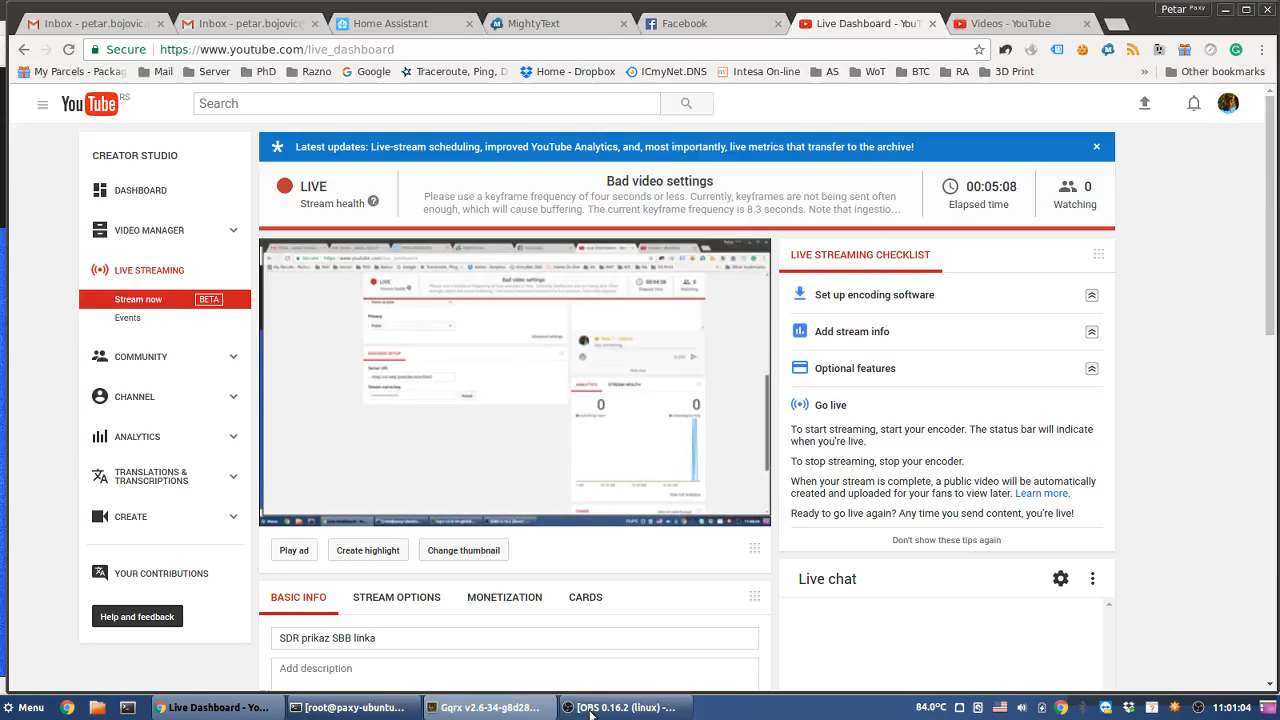 Petar Paxy
Inbox - petar.bojovic@p
Inbox - petar.bojovic@
Home Assistant
MightyText
Facebook
Live Dashboard - YouT
Videos - YouTube
Secure
https://www.youtube.com/live_dashboard
My Parcels - Packag
Mail
Server
PhD
Razno
Google
Traceroute, Ping, D
Home - Dropbox
ICmyNet.DNS
Intesa On-line
AS
WoT
BTC
RA
3D Print
»
Other bookmarks
YouTube RS
Search
CREATOR STUDIO
DASHBOARD
VIDEO MANAGER
LIVE STREAMING
Stream now BETA
Events
COMMUNITY
CHANNEL
ANALYTICS
TRANSLATIONS &
TRANSCRIPTIONS
CREATE
YOUR CONTRIBUTIONS
Help and feedback
Latest updates: Live-stream scheduling, improved YouTube Analytics, and, most importantly, live metrics that transfer to the archive!
LIVE
Stream health ?
Bad video settings
Please use a keyframe frequency of four seconds or less. Currently, keyframes are not being sent often
enough, which will cause buffering. The current keyframe frequency is 8.3 seconds. Note that ingestio...
00:05:08
Elapsed time
0
Watching
LIVE
Bad video settings
Privacy
Public
Server URL
0
0
Play ad
Create highlight
Change thumbnail
BASIC INFO
STREAM OPTIONS
MONETIZATION
CARDS
SDR prikaz SBB linka
Add description
LIVE STREAMING CHECKLIST
Set up encoding software
Add stream info
Optional features
Go live
To start streaming, start your encoder. The status bar will indicate
when you're live.
To stop streaming, stop your encoder.
When your stream is complete, a public video will be automatically
created and uploaded for your fans to view later. Learn more.
Ready to go live again? Any time you send content, you're live!
Don't show these tips again
Live chat
Menu
Live Dashboard - Yo...
[root@paxy-ubuntu...
Gqrx v2.6-34-g8d28...
[OBS 0.16.2 (linux) -...
84.0°C
11:01:04